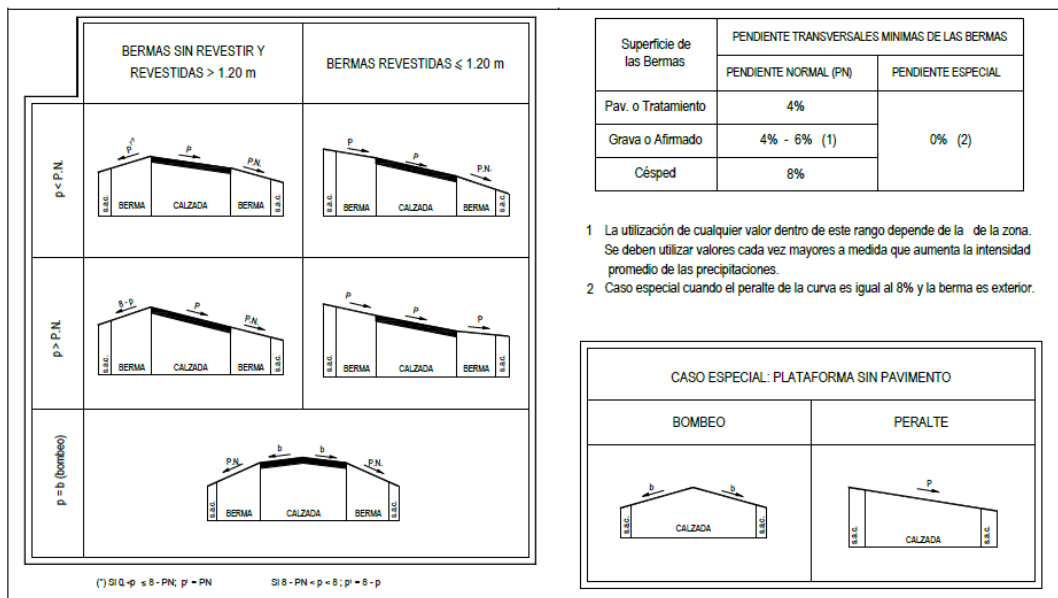 BERMAS SIN REVESTIR Y
REVESTIDAS > 1.20 m
BERMAS REVESTIDAS ⩽ 1.20 m
p < P.N.
P^
P
P.N.
s.a.c.
BERMA
CALZADA
BERMA
s.a.c.
P
P
P.N.
s.a.c.
BERMA
CALZADA
BERMA
s.a.c.
p > P.N.
8-p
P
P.N.
s.a.c.
BERMA
CALZADA
BERMA
s.a.c.
P
P
P
s.a.c.
BERMA
CALZADA
BERMA
s.a.c.
p = b (bombeo)
P.N.
b
b
P.N.
s.a.c.
BERMA
CALZADA
BERMA
s.a.c.
(*) SI 0 <p ≤ 8 - PN; p' = PN
SI 8 - PN < p < 8 ; p' = 8 - p
Superficie de
las Bermas
PENDIENTE TRANSVERSALES MINIMAS DE LAS BERMAS
PENDIENTE NORMAL (PN)
PENDIENTE ESPECIAL
Pav. o Tratamiento
4%
Grava o Afirmado
4% - 6% (1)
0% (2)
Césped
8%
1 La utilización de cualquier valor dentro de este rango depende de la de la zona.
Se deben utilizar valores cada vez mayores a medida que aumenta la intensidad
promedio de las precipitaciones.
2 Caso especial cuando el peralte de la curva es igual al 8% y la berma es exterior.
CASO ESPECIAL: PLATAFORMA SIN PAVIMENTO
BOMBEO
PERALTE
b
b
s.a.c.
CALZADA
s.a.c.
P
s.a.c.
CALZADA
s.a.c.